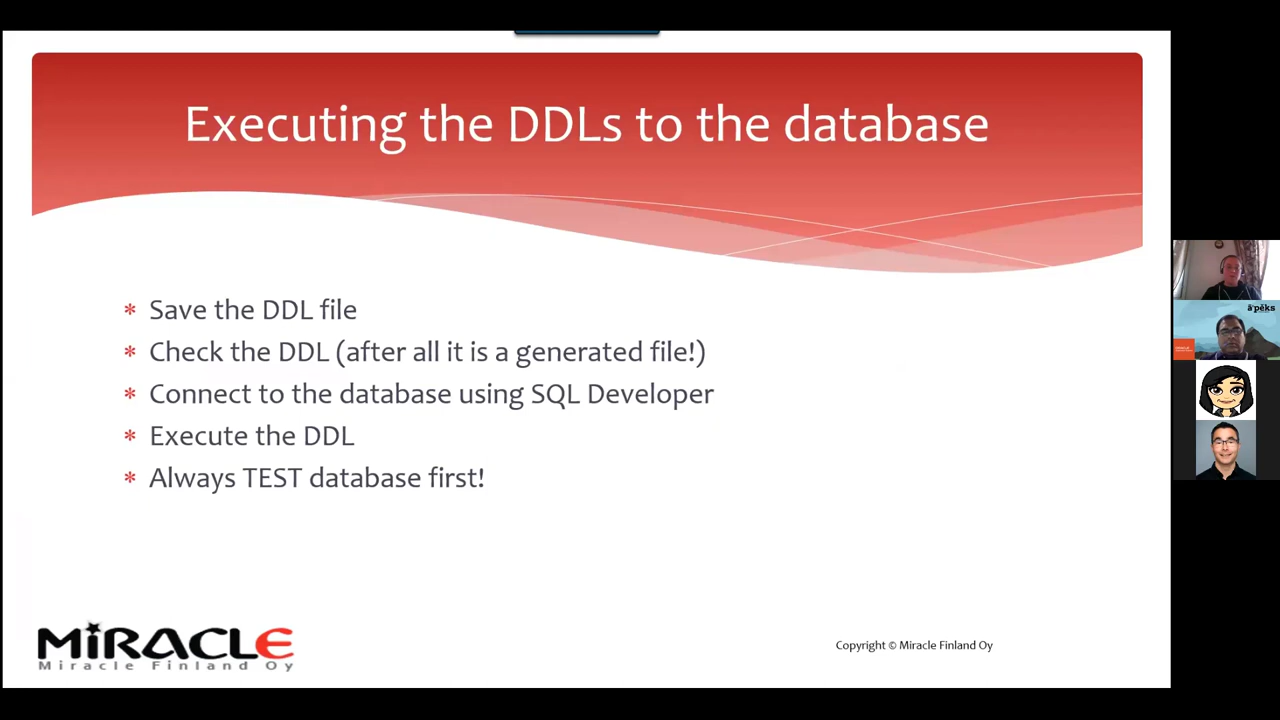 Executing the DDLs to the database
* Save the DDL file
* Check the DDL (after all it is a generated file!)
* Connect to the database using SQL Developer
* Execute the DDL
* Always TEST database first!
MiRACLE
Miracle Finland Oy
Copyright © Miracle Finland Oy
â'pěks